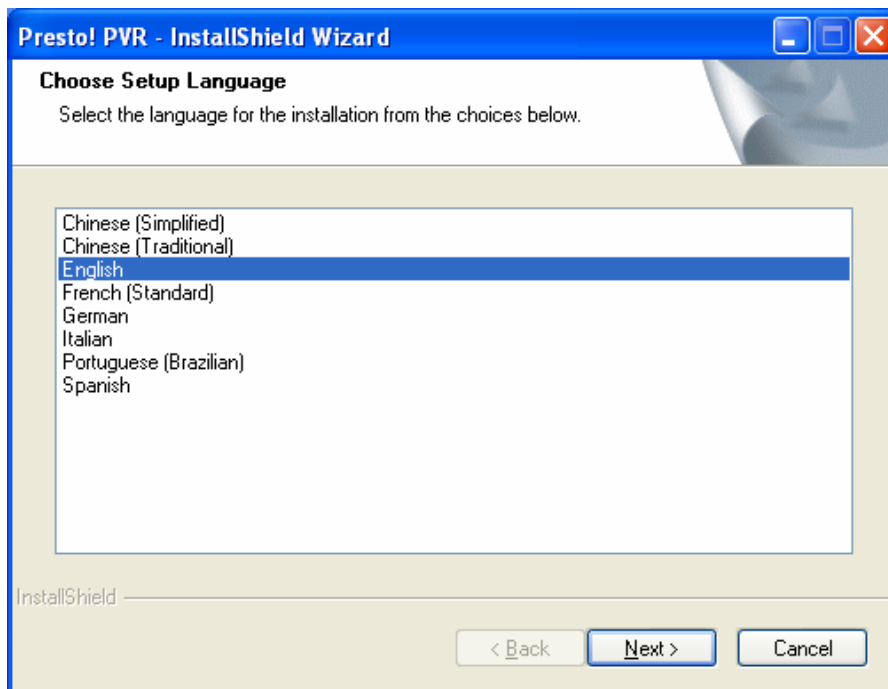 Presto! PVR - InstallShield Wizard
Choose Setup Language
Select the language for the installation from the choices below.
Chinese (Simplified)
Chinese (Traditional)
English
French (Standard)
German
Italian
Portuguese (Brazilian)
Spanish
InstallShield
< Back
Next >
Cancel